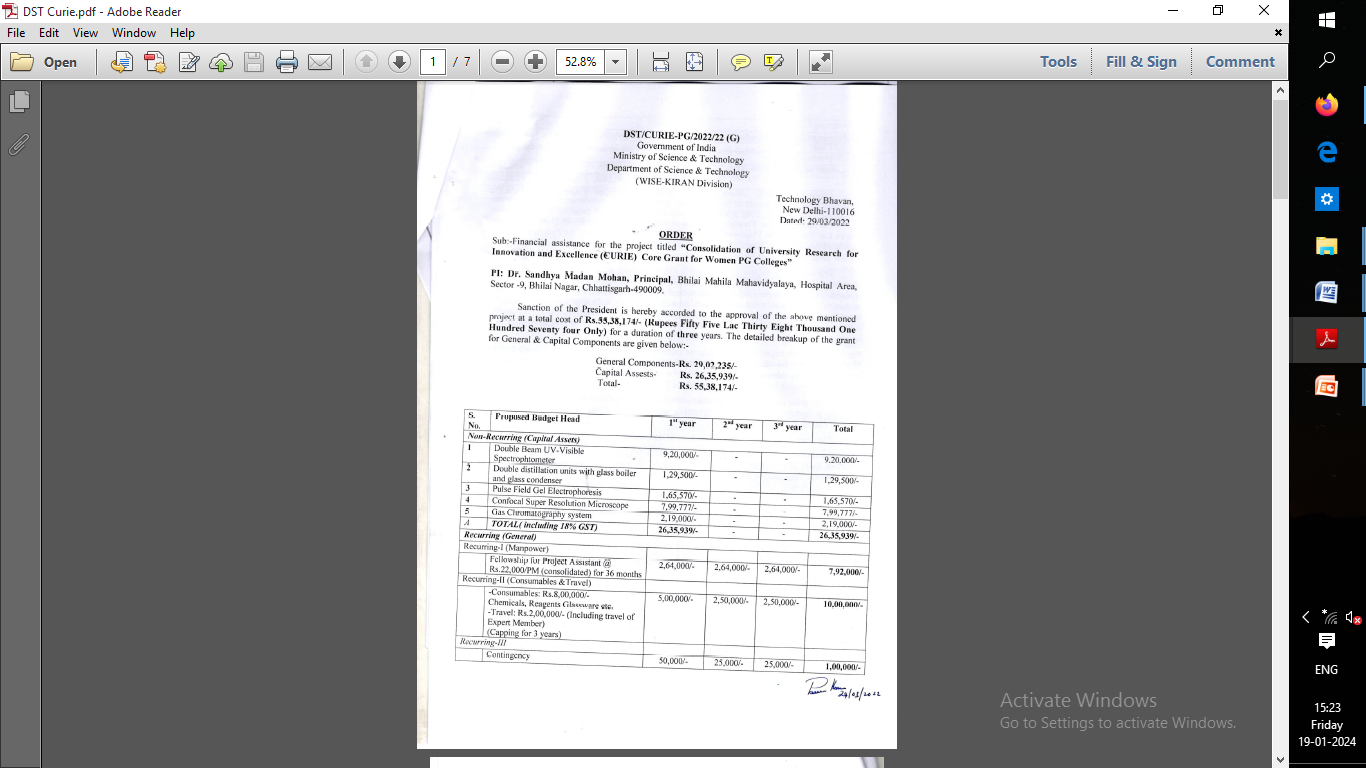 DST Curie.pdf - Adobe Reader
File Edit View Window Help
Open 1 / 7 52.8% Tools Fill & Sign Comment
DST/CURIE-PG/2022/22 (G)
Government of India
Ministry of Science & Technology
Department of Science & Technology
(WISE-KIRAN Division)
Technology Bhavan,
New Delhi-110016
Dated: 29/03/2022
ORDER
Sub:-Financial assistance for the project titled “Consolidation of University Research for
Innovation and Excellence (CURIE) Core Grant for Women PG Colleges”
PI: Dr. Sandhya Madan Mohan, Principal, Bhilai Mahila Mahavidyalaya, Hospital Area,
Sector -9, Bhilai Nagar, Chhattisgarh-490009.
Sanction of the President is hereby accorded to the approval of the above mentioned
project at a total cost of Rs.55,38,174/- (Rupees Fifty Five Lac Thirty Eight Thousand One
Hundred Seventy four Only) for a duration of three years. The detailed breakup of the grant
for General & Capital Components are given below:-
General Components-Rs. 29,02,235/-
Capital Assests- Rs. 26,35,939/-
Total- Rs. 55,38,174/-
S. No. Proposed Budget Head 1st year 2nd year 3rd year Total
Non-Recurring (Capital Assets)
1 Double Beam UV-Visible
Spectrophtometer 9,20,000/- - - 9,20,000/-
2 Double distillation units with glass boiler
and glass condenser 1,29,500/- - - 1,29,500/-
3 Pulse Field Gel Electrophoresis 1,65,570/- - - 1,65,570/-
4 Confocal Super Resolution Microscope 7,99,777/- - - 7,99,777/-
5 Gas Chromatography system 2,19,000/- - - 2,19,000/-
A TOTAL( including 18% GST) 26,35,939/- - - 26,35,939/-
Recurring (General)
Recurring-I (Manpower)
Fellowship for Project Assistant @
Rs.22,000/PM (consolidated) for 36 months 2,64,000/- 2,64,000/- 2,64,000/- 7,92,000/-
Recurring-II (Consumables &Travel)
-Consumables: Rs.8,00,000/- 5,00,000/- 2,50,000/- 2,50,000/- 10,00,000/-
Chemicals, Reagents Glassware etc.
-Travel: Rs.2,00,000/- (Including travel of
Expert Member)
(Capping for 3 years)
Recurring-III
Contingency 50,000/- 25,000/- 25,000/- 1,00,000/-
Activate Windows
Go to Settings to activate Windows.
ENG
15:23
Friday
19-01-2024